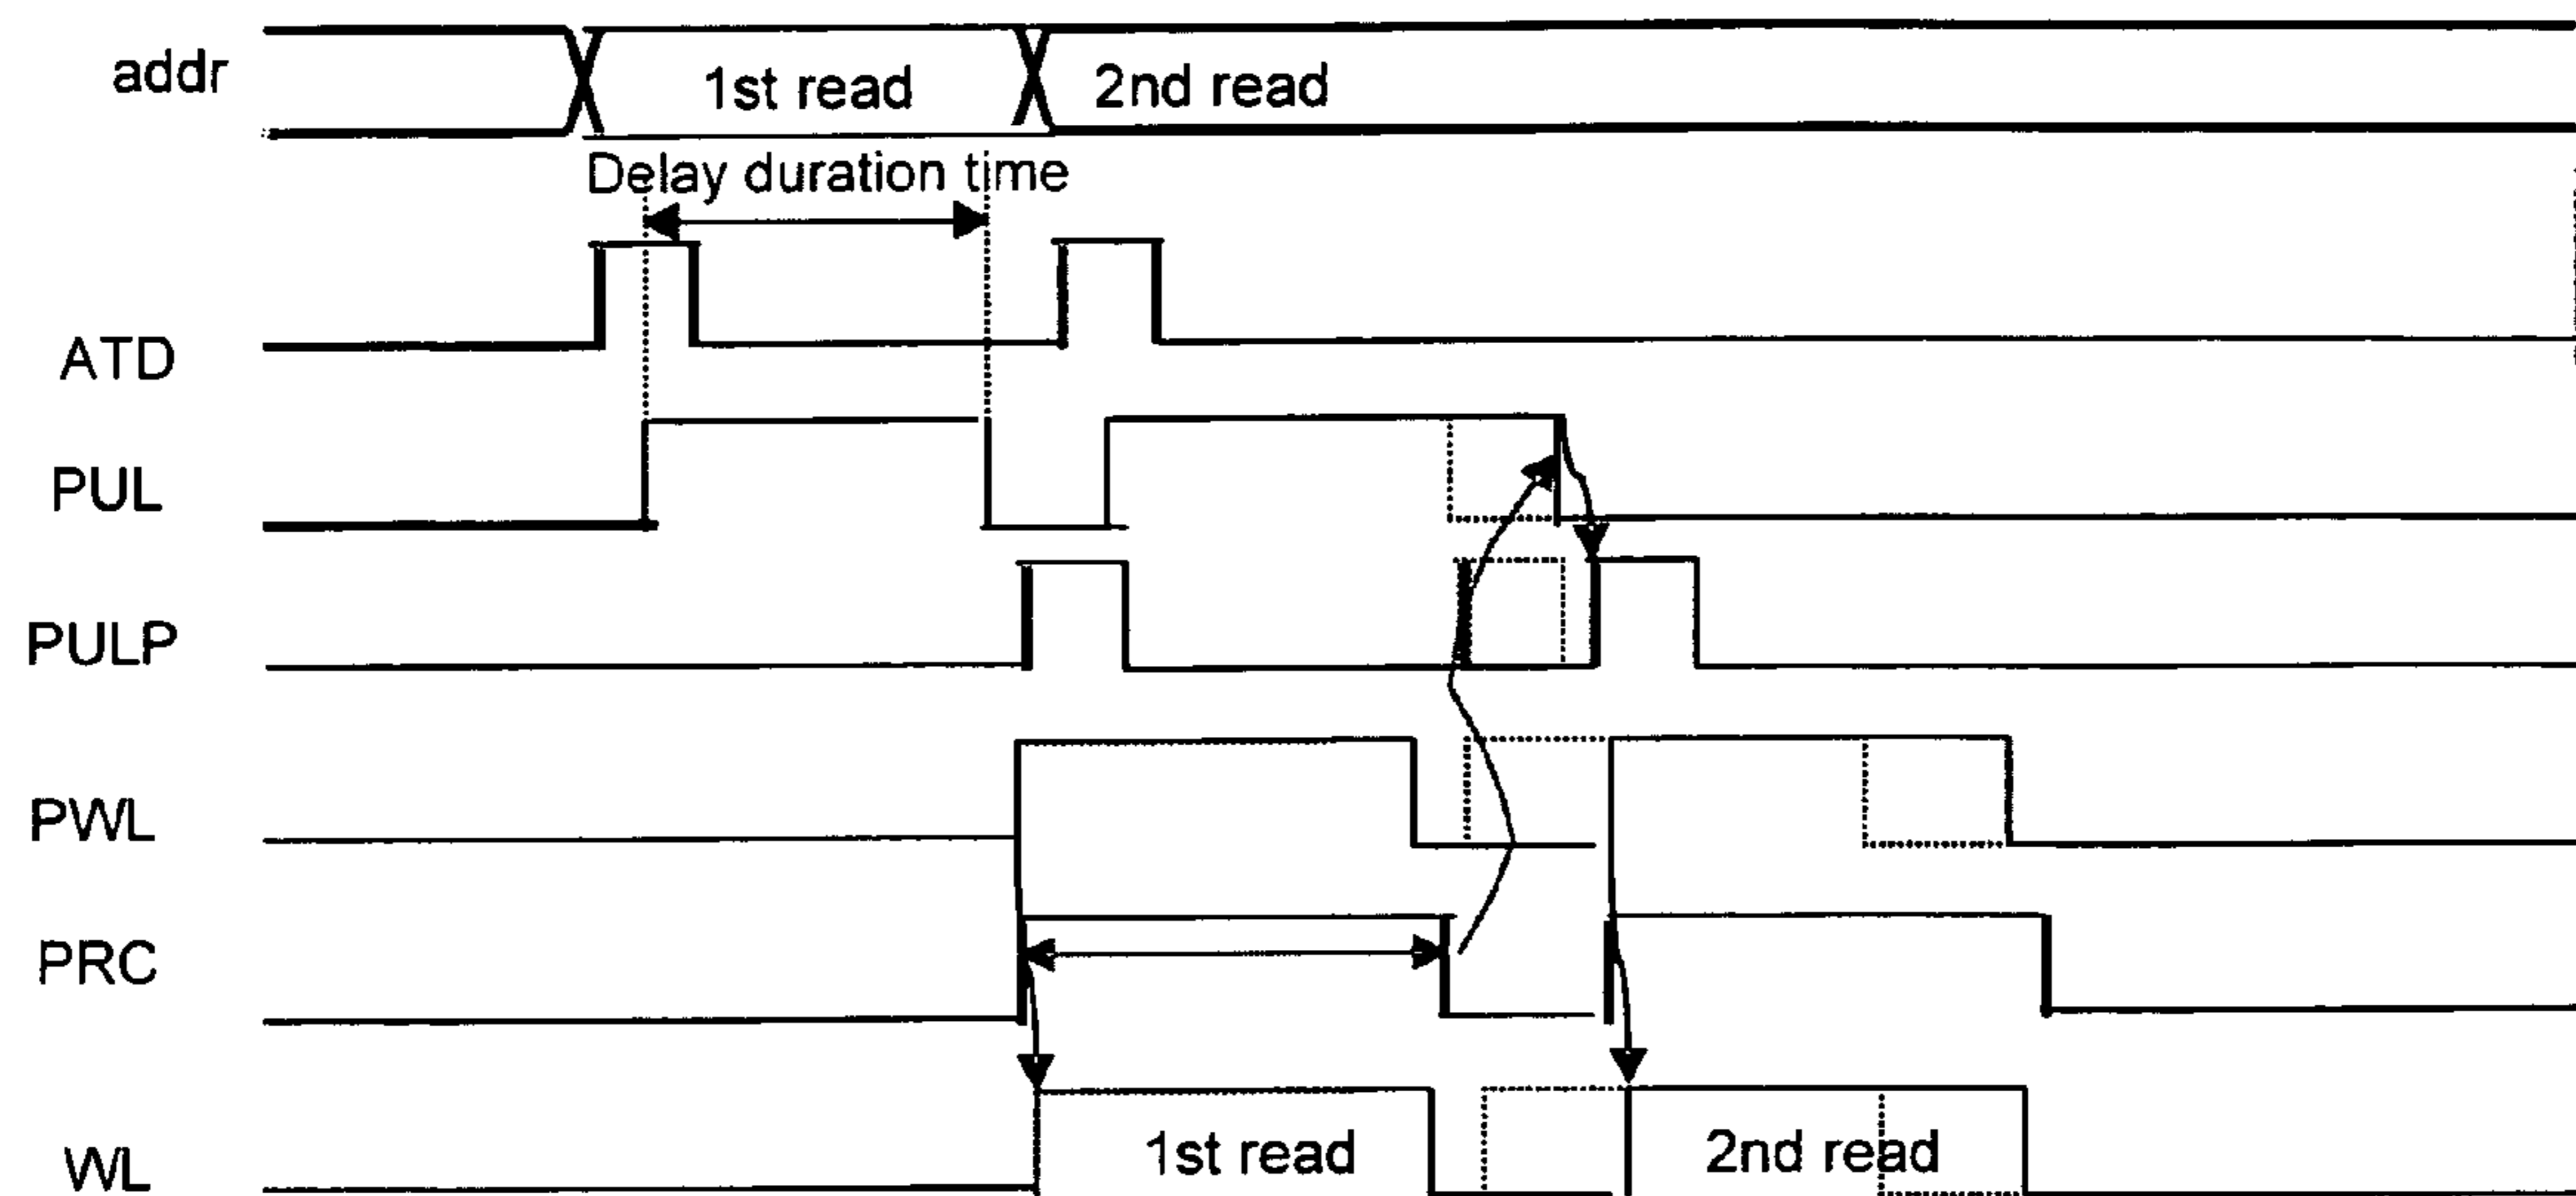 addr
1st read
2nd read
Delay duration time
ATD
PUL
PULP
PWL
PRC
WL
1st read
2nd read